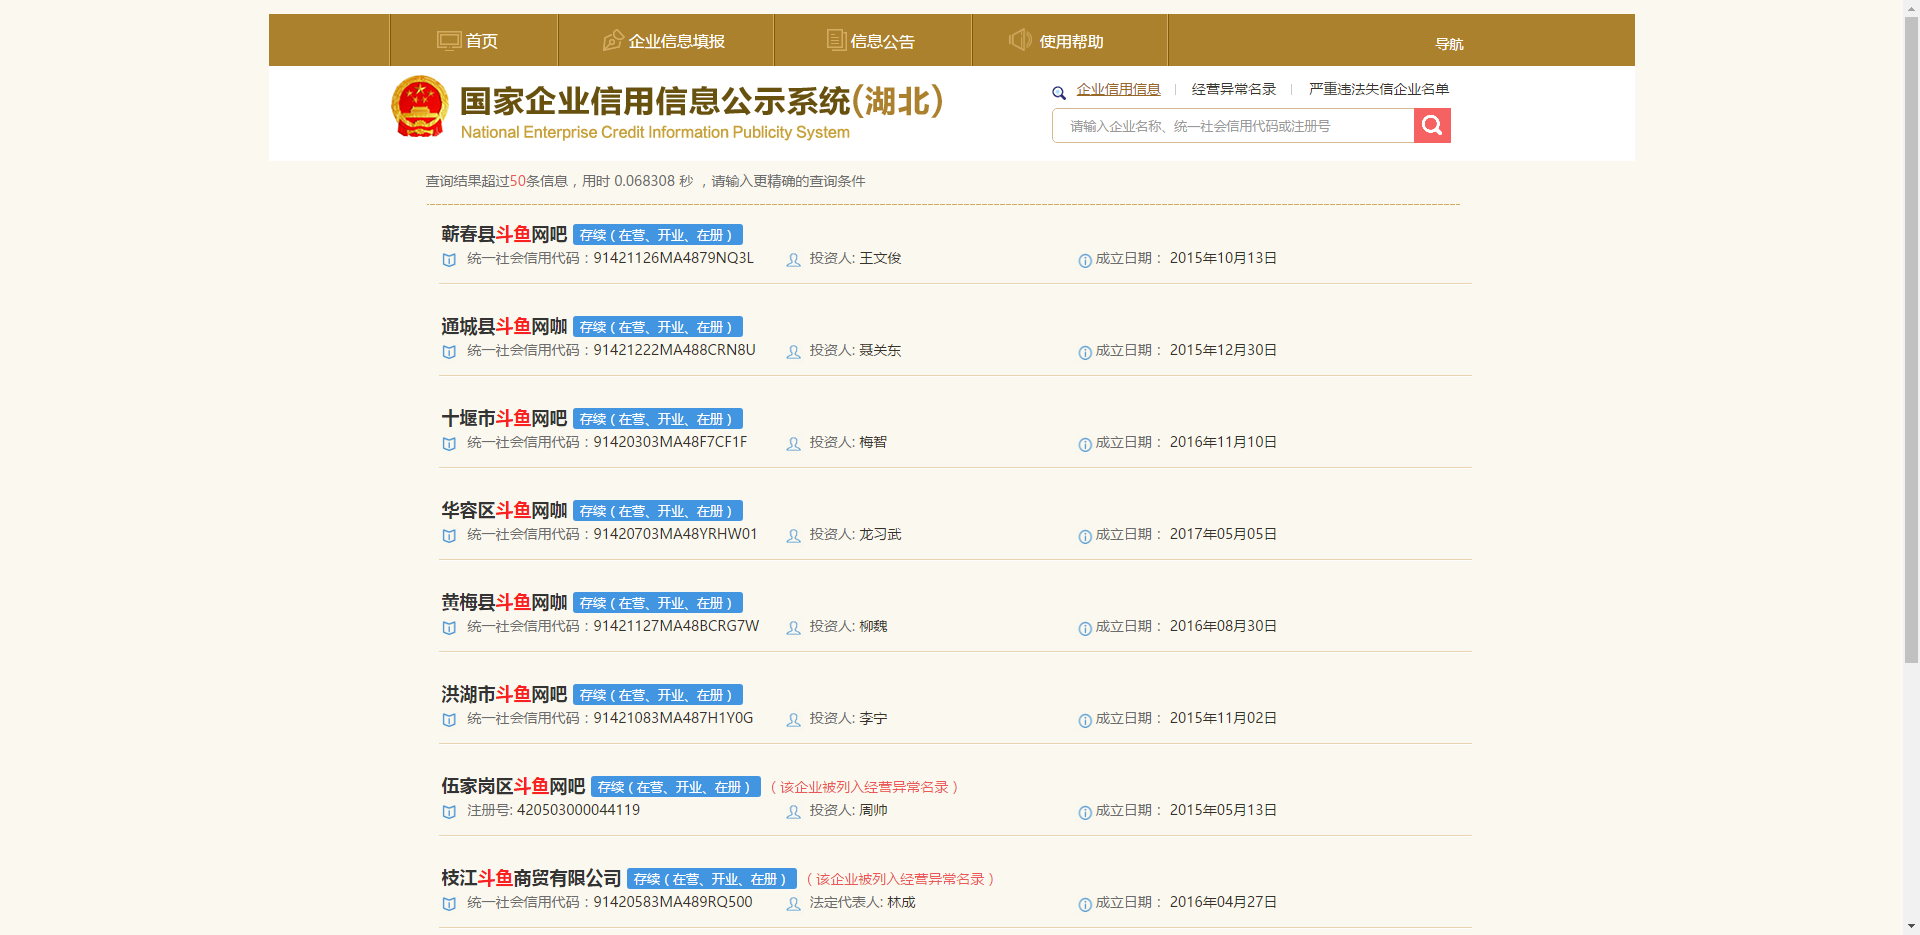 首页 企业信息填报 信息公告 使用帮助 导航
国家企业信用信息公示系统(湖北)
National Enterprise Credit Information Publicity System
企业信用信息 经营异常名录 严重违法失信企业名单
请输入企业名称、统一社会信用代码或注册号
查询结果超过50条信息，用时 0.068308 秒 ，请输入更精确的查询条件
蕲春县斗鱼网吧 存续（在营、开业、在册）
统一社会信用代码：91421126MA4879NQ3L 投资人: 王文俊 成立日期： 2015年10月13日
通城县斗鱼网咖 存续（在营、开业、在册）
统一社会信用代码：91421222MA488CRN8U 投资人: 聂关东 成立日期： 2015年12月30日
十堰市斗鱼网吧 存续（在营、开业、在册）
统一社会信用代码：91420303MA48F7CF1F 投资人: 梅智 成立日期： 2016年11月10日
华容区斗鱼网咖 存续（在营、开业、在册）
统一社会信用代码：91420703MA48YRHW01 投资人: 龙习武 成立日期： 2017年05月05日
黄梅县斗鱼网咖 存续（在营、开业、在册）
统一社会信用代码：91421127MA48BCRG7W 投资人: 柳魏 成立日期： 2016年08月30日
洪湖市斗鱼网吧 存续（在营、开业、在册）
统一社会信用代码：91421083MA487H1Y0G 投资人: 李宁 成立日期： 2015年11月02日
伍家岗区斗鱼网吧 存续（在营、开业、在册） （该企业被列入经营异常名录）
注册号: 420503000044119 投资人: 周帅 成立日期： 2015年05月13日
枝江斗鱼商贸有限公司 存续（在营、开业、在册） （该企业被列入经营异常名录）
统一社会信用代码：91420583MA489RQ500 法定代表人: 林成 成立日期： 2016年04月27日